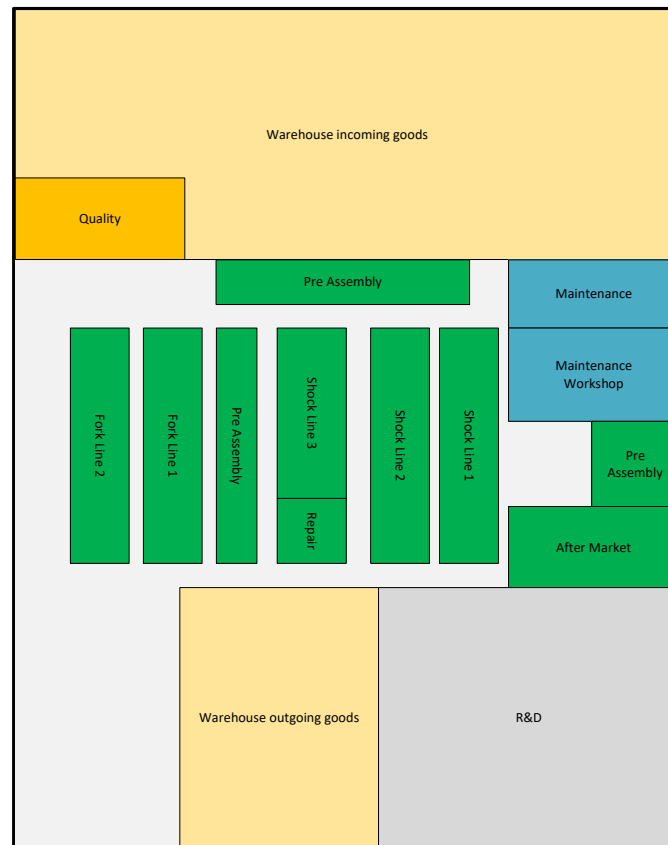 Warehouse incoming goods
Quality
Pre Assembly
Maintenance
Maintenance
Workshop
Fork Line 2
Fork Line 1
Pre Assembly
Shock Line 3
Repair
Shock Line 2
Shock Line 1
Pre
Assembly
After Market
Warehouse outgoing goods
R&D